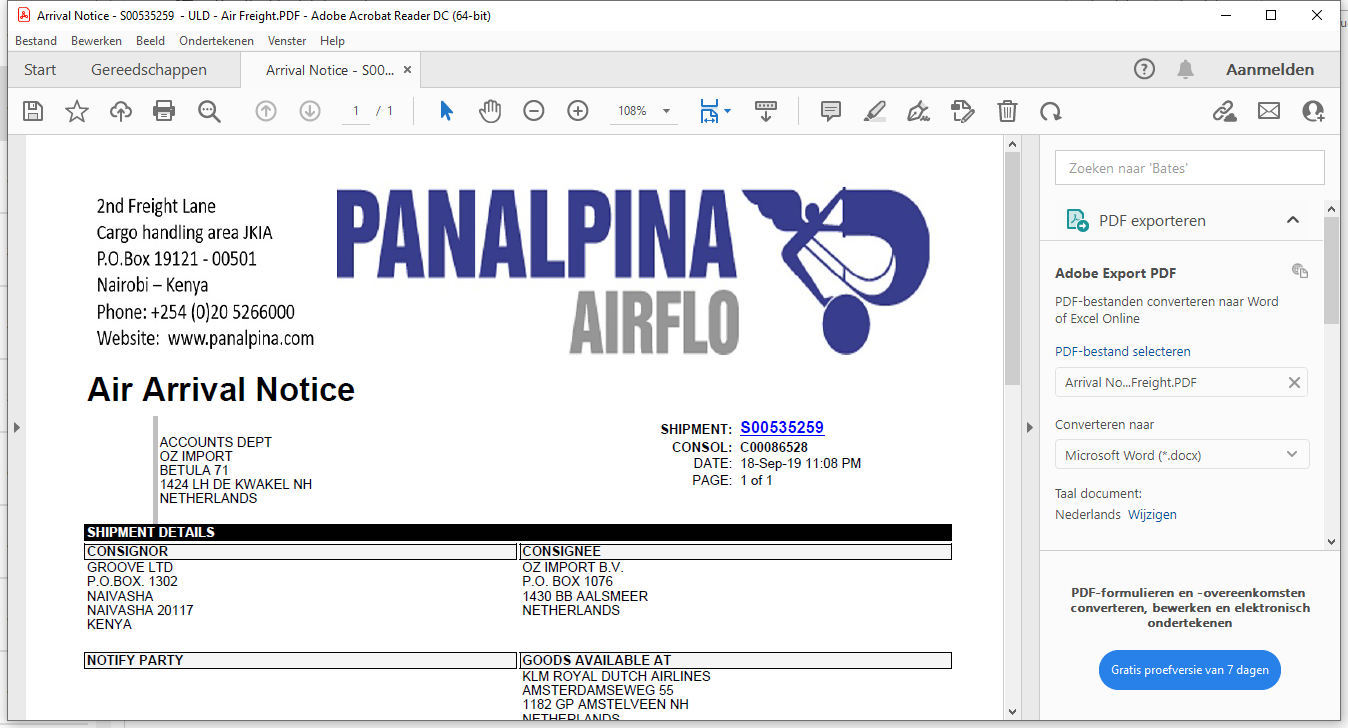 Arrival Notice - S00535259 - ULD - Air Freight.PDF - Adobe Acrobat Reader DC (64-bit)
Bestand Bewerken Beeld Ondertekenen Venster Help
Start Gereedschappen Arrival Notice - S00... × Aanmelden
1 / 1 108%
2nd Freight Lane
Cargo handling area JKIA
P.O.Box 19121 - 00501
Nairobi – Kenya
Phone: +254 (0)20 5266000
Website: www.panalpina.com
PANALPINA
AIRFLO
Air Arrival Notice
ACCOUNTS DEPT
OZ IMPORT
BETULA 71
1424 LH DE KWAKEL NH
NETHERLANDS
SHIPMENT: S00535259
CONSOL: C00086528
DATE: 18-Sep-19 11:08 PM
PAGE: 1 of 1
SHIPMENT DETAILS
CONSIGNOR
GROOVE LTD
P.O.BOX. 1302
NAIVASHA
NAIVASHA 20117
KENYA
CONSIGNEE
OZ IMPORT B.V.
P.O. BOX 1076
1430 BB AALSMEER
NETHERLANDS
NOTIFY PARTY
GOODS AVAILABLE AT
KLM ROYAL DUTCH AIRLINES
AMSTERDAMSEWEG 55
1182 GP AMSTELVEEN NH
NETHERLANDS
Zoeken naar 'Bates'
PDF exporteren
Adobe Export PDF
PDF-bestanden converteren naar Word
of Excel Online
PDF-bestand selecteren
Arrival No...Freight.PDF
Converteren naar
Microsoft Word (*.docx)
Taal document:
Nederlands Wijzigen
PDF-formulieren en -overeenkomsten
converteren, bewerken en elektronisch
ondertekenen
Gratis proefversie van 7 dagen